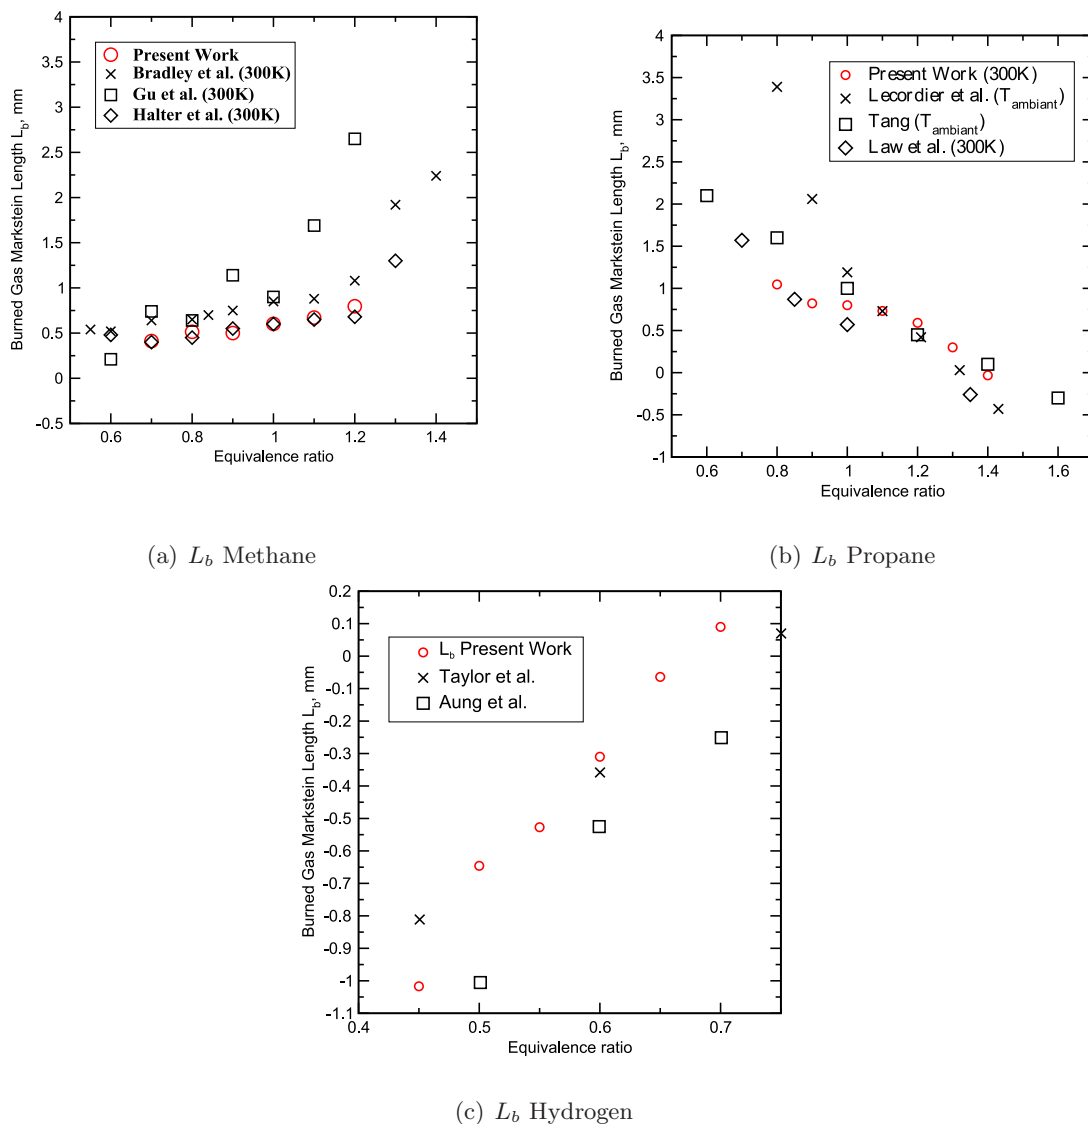 4
3.5
3
2.5
2
1.5
1
0.5
0
-0.5
Burned Gas Markstein Length L_b, mm
Present Work
Bradley et al. (300K)
Gu et al. (300K)
Halter et al. (300K)
0.6 0.8 1 1.2 1.4
Equivalence ratio
(a) L_b Methane
4
3.5
3
2.5
2
1.5
1
0.5
0
-0.5
-1
Burned Gas Markstein Length L_b, mm
Present Work (300K)
Lecordier et al. (T_ambiant)
Tang (T_ambiant)
Law et al. (300K)
0.6 0.8 1 1.2 1.4 1.6
Equivalence ratio
(b) L_b Propane
0.2
0.1
0
-0.1
-0.2
-0.3
-0.4
-0.5
-0.6
-0.7
-0.8
-0.9
-1
-1.1
Burned Gas Markstein Length L_b, mm
L_b Present Work
Taylor et al.
Aung et al.
0.4 0.5 0.6 0.7
Equivalence ratio
(c) L_b Hydrogen